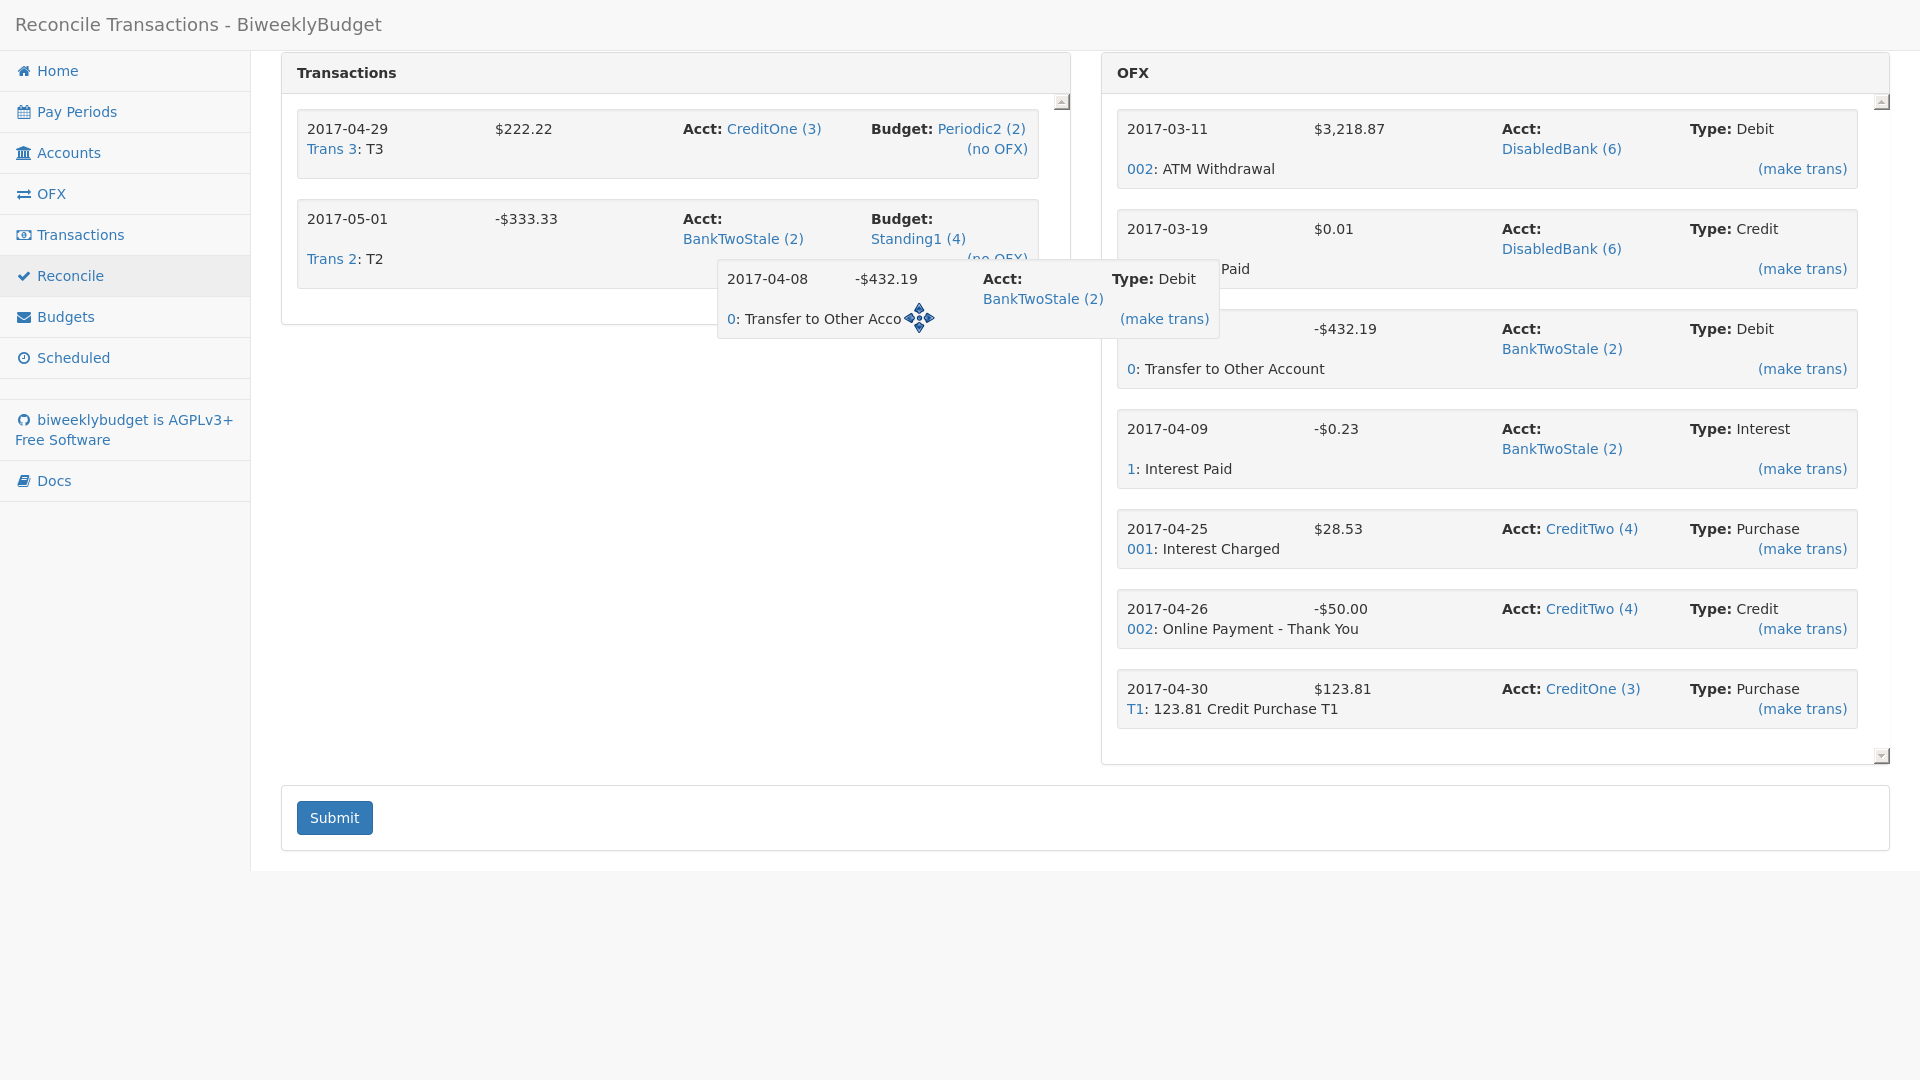 Reconcile Transactions - BiweeklyBudget
Home
Pay Periods
Accounts
OFX
Transactions
Reconcile
Budgets
Scheduled
biweeklybudget is AGPLv3+
Free Software
Docs
Transactions
2017-04-29 $222.22 Acct: CreditOne (3) Budget: Periodic2 (2)
Trans 3: T3 (no OFX)
2017-05-01 -$333.33 Acct: Budget:
BankTwoStale (2) Standing1 (4)
Trans 2: T2 (no OFX)
2017-04-08 -$432.19 Acct: Type: Debit
BankTwoStale (2)
0: Transfer to Other Acco (make trans)
OFX
2017-03-11 $3,218.87 Acct: Type: Debit
DisabledBank (6)
002: ATM Withdrawal (make trans)
2017-03-19 $0.01 Acct: Type: Credit
DisabledBank (6)
Paid (make trans)
-$432.19 Acct: Type: Debit
BankTwoStale (2)
0: Transfer to Other Account (make trans)
2017-04-09 -$0.23 Acct: Type: Interest
BankTwoStale (2)
1: Interest Paid (make trans)
2017-04-25 $28.53 Acct: CreditTwo (4) Type: Purchase
001: Interest Charged (make trans)
2017-04-26 -$50.00 Acct: CreditTwo (4) Type: Credit
002: Online Payment - Thank You (make trans)
2017-04-30 $123.81 Acct: CreditOne (3) Type: Purchase
T1: 123.81 Credit Purchase T1 (make trans)
Submit